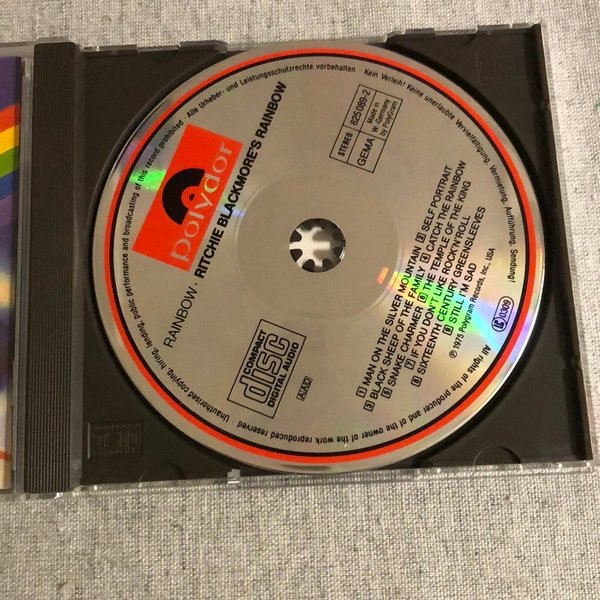 Polydor
RAINBOW · RITCHIE BLACKMORE'S RAINBOW
STEREO 825 089-2
GEMA
Made in
W. Germany
by PolyGram
COMPACT
disc
DIGITAL AUDIO
AAD
1 MAN ON THE SILVER MOUNTAIN 2 SELF PORTRAIT
3 BLACK SHEEP OF THE FAMILY 4 CATCH THE RAINBOW
5 SNAKE CHARMER 6 THE TEMPLE OF THE KING
7 IF YOU DON'T LIKE ROCK'N'ROLL
8 SIXTEENTH CENTURY GREENSLEEVES
9 STILL I'M SAD
℗ 1975 Polygram Records, Inc., USA
LC 0309
Alle Urheber- und Leistungsschutzrechte vorbehalten · Kein Verleih! Keine unerlaubte Vervielfältigung, Vermietung, Aufführung, Sendung!
All rights of the producer and of the owner of the work reproduced reserved · Unauthorised copying, hiring, lending, public performance and broadcasting of this record prohibited ·